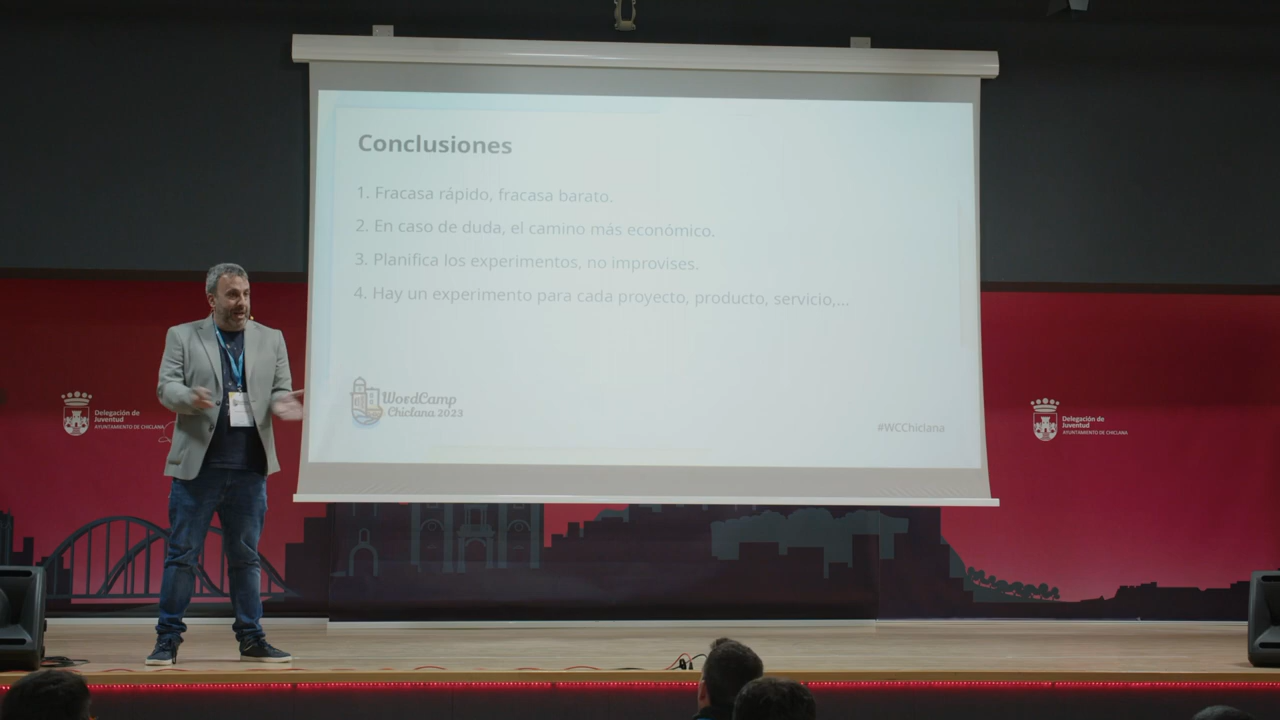 Conclusiones
1. Fracasa rápido, fracasa barato.
2. En caso de duda, el camino más económico.
3. Planifica los experimentos, no improvises.
4. Hay un experimento para cada proyecto, producto, servicio,...
WordCamp
Chiclana 2023
#WCChiclana
Delegación de
Juventud
AYUNTAMIENTO DE CHICLANA
Delegación de
Juventud
AYUNTAMIENTO DE CHICLANA